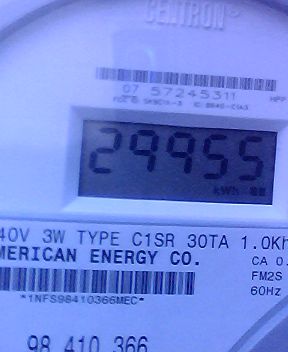 CENTRON®
07 57245311
29955
kWh
40V 3W TYPE C1SR 30TA 1.0Kh
MERICAN ENERGY CO.
CA 0.
FM2S
60Hz
*1NFS98410366MEC*
98 410 366